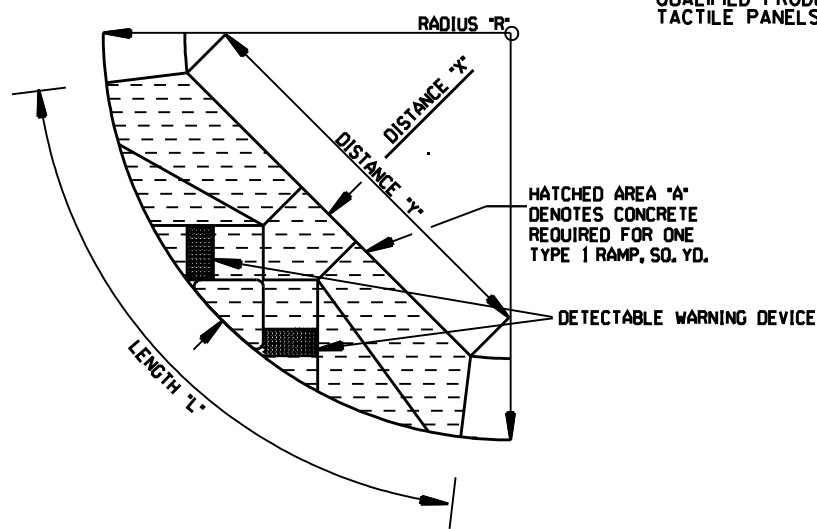 TACTILE PANELS
RADIUS "R"
DISTANCE "X"
DISTANCE "Y"
HATCHED AREA "A"
DENOTES CONCRETE
REQUIRED FOR ONE
TYPE 1 RAMP, SQ. YD.
DETECTABLE WARNING DEVICE
LENGTH "L"